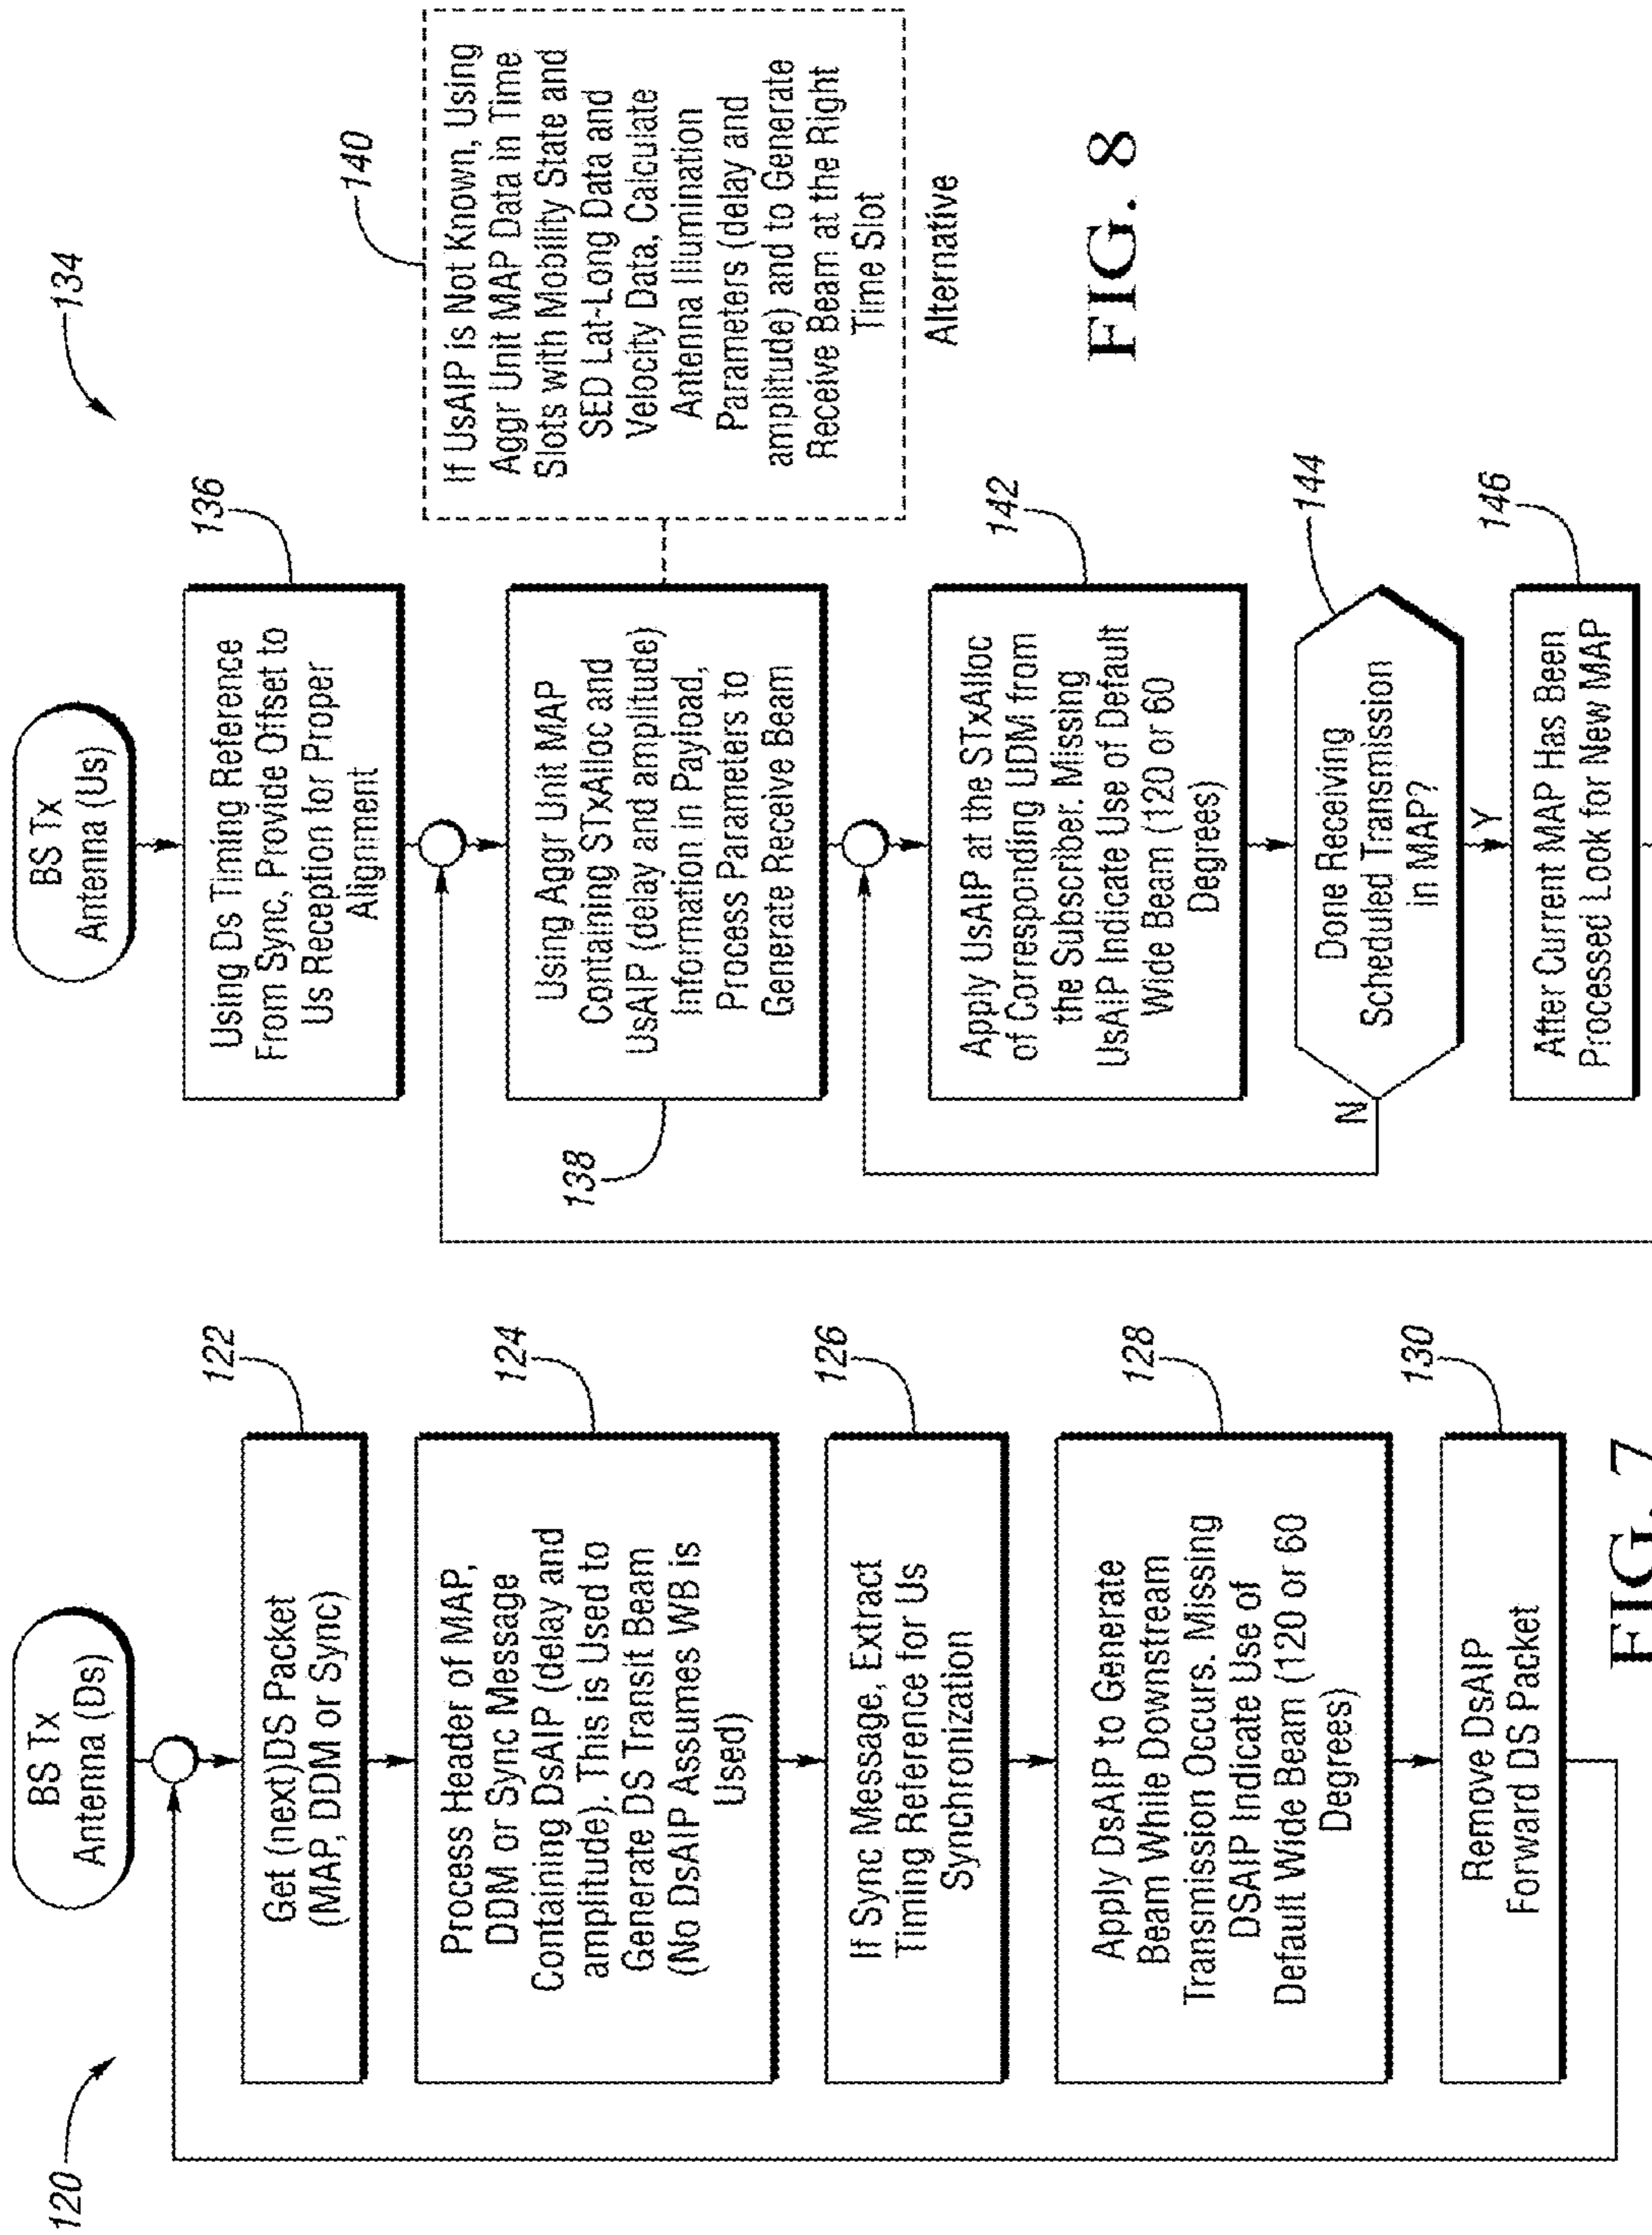 120
BS Tx
Antenna (Ds)
122
Get (next)DS Packet
(MAP, DDM or Sync)
124
Process Header of MAP,
DDM or Sync Message
Containing DsAIP (delay and
amplitude). This is Used to
Generate DS Transit Beam
(No DsAIP Assumes WB is
Used)
126
If Sync Message, Extract
Timing Reference for Us
Synchronization
128
Apply DsAIP to Generate
Beam While Downstream
Transmission Occurs. Missing
DSAIP Indicate Use of
Default Wide Beam (120 or 60
Degrees)
130
Remove DsAIP
Forward DS Packet
FIG. 7
134
BS Tx
Antenna (Us)
136
Using Ds Timing Reference
From Sync, Provide Offset to
Us Reception for Proper
Alignment
138
Using Aggr Unit MAP
Containing STxAlloc and
UsAIP (delay and amplitude)
Information in Payload,
Process Parameters to
Generate Receive Beam
140
If UsAIP is Not Known, Using
Aggr Unit MAP Data in Time
Slots with Mobility State and
SED Lat-Long Data and
Velocity Data, Calculate
Antenna Illumination
Parameters (delay and
amplitude) and to Generate
Receive Beam at the Right
Time Slot
Alternative
142
Apply UsAIP at the STxAlloc
of Corresponding UDM from
the Subscriber. Missing
UsAIP Indicate Use of Default
Wide Beam (120 or 60
Degrees)
144
Done Receiving
Scheduled Transmission
in MAP?
N
Y
146
After Current MAP Has Been
Processed Look for New MAP
FIG. 8